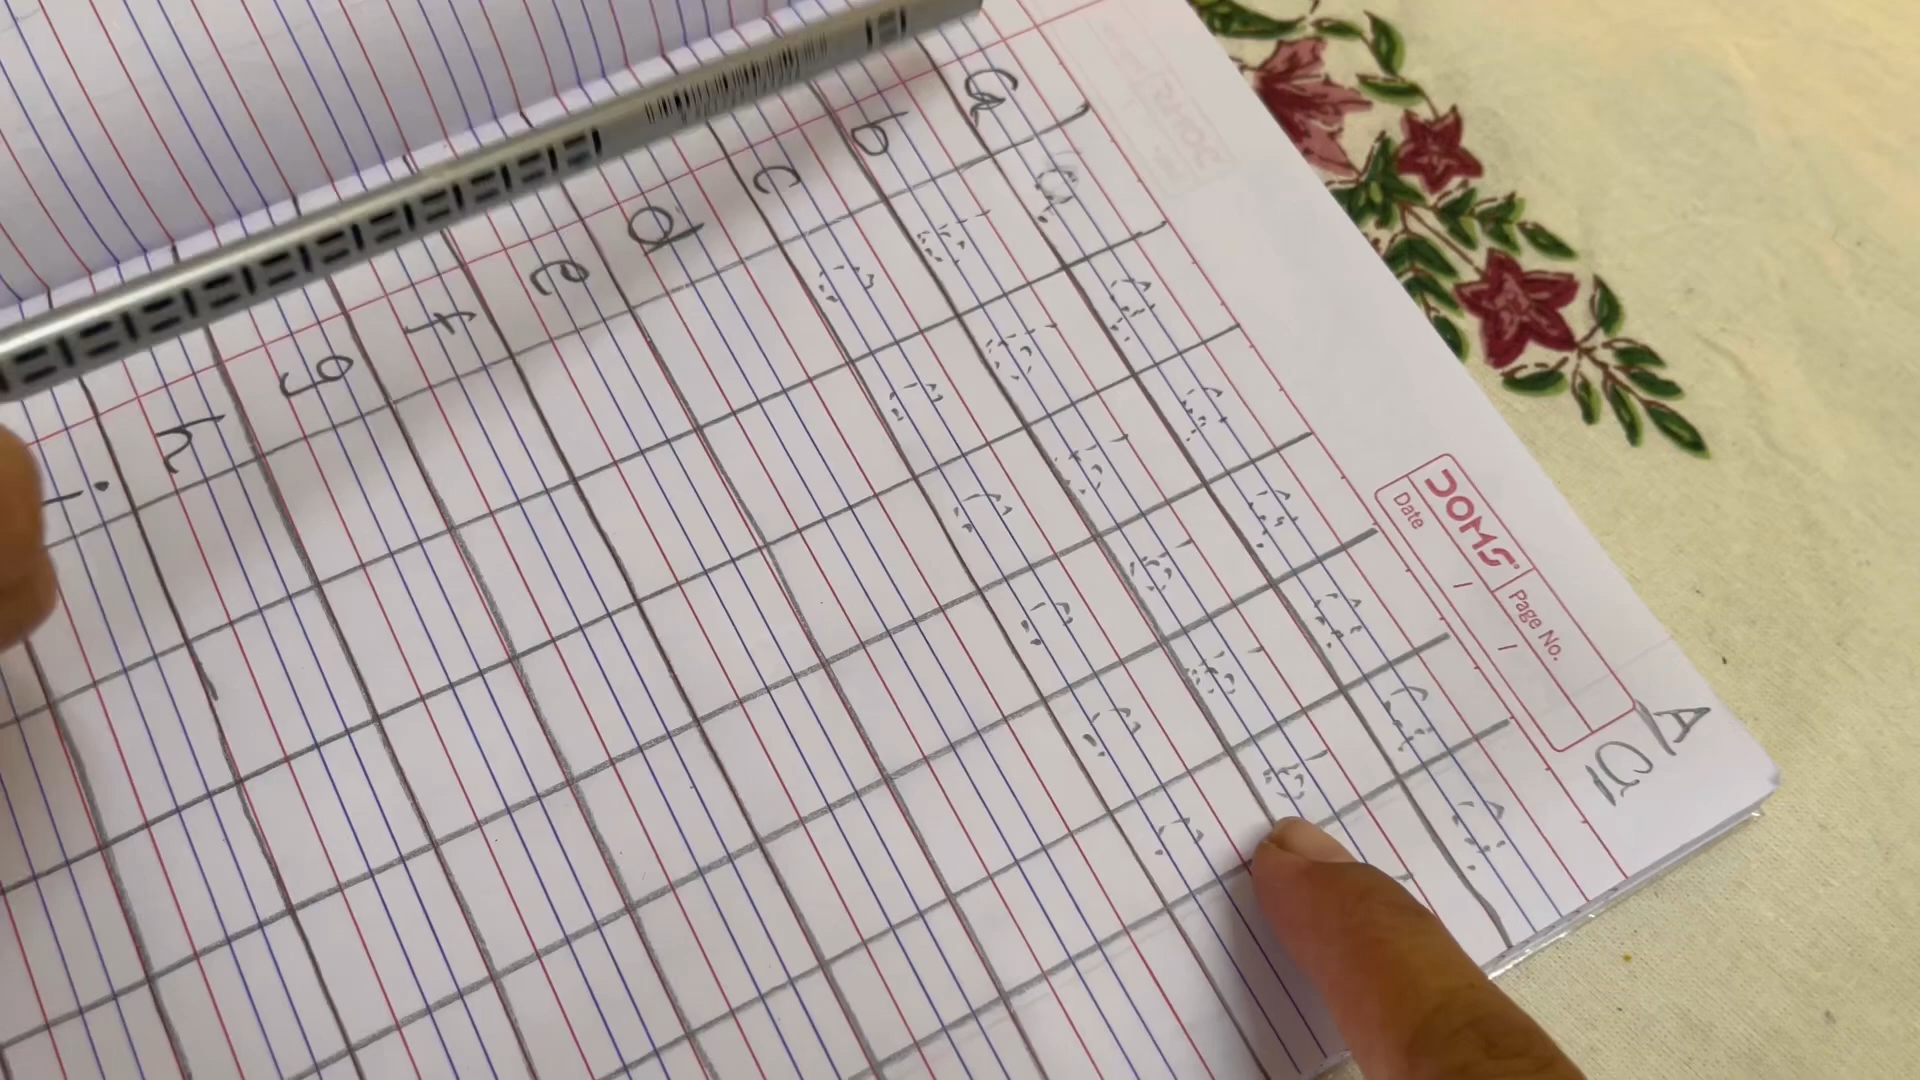 A a
DOMS Page No.
Date / /
a a a a a a a a
b b b b b b b
c c c c c c c
d
e
f
g
h
i